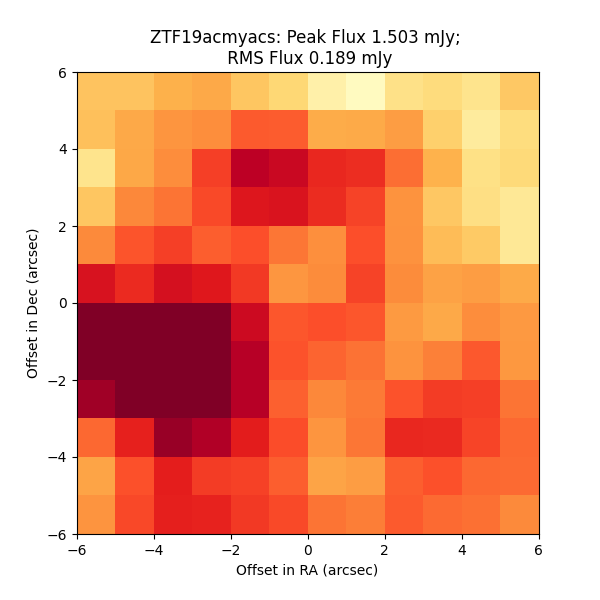 ZTF19acmyacs: Peak Flux 1.503 mJy;
RMS Flux 0.189 mJy
6
4
2
0
−2
−4
−6
Offset in Dec (arcsec)
−6 −4 −2 0 2 4 6
Offset in RA (arcsec)